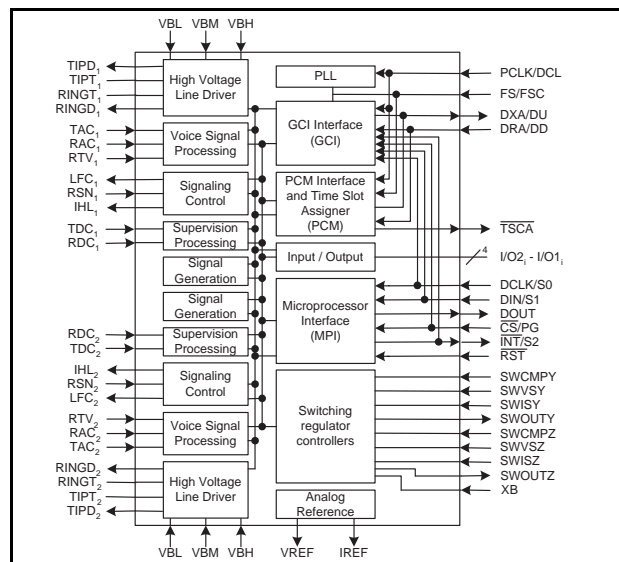 VBL VBM VBH
TIPD1
TIPT1
RINGT1
RINGD1
High Voltage
Line Driver
TAC1
RAC1
RTV1
Voice Signal
Processing
LFC1
RSN1
IHL1
Signaling
Control
TDC1
RDC1
Supervision
Processing
Signal
Generation
Signal
Generation
RDC2
TDC2
Supervision
Processing
IHL2
RSN2
LFC2
Signaling
Control
RTV2
RAC2
TAC2
Voice Signal
Processing
RINGD2
RINGT2
TIPT2
TIPD2
High Voltage
Line Driver
VBL VBM VBH
PLL
GCI Interface
(GCI)
PCM Interface
and Time Slot
Assigner
(PCM)
Input / Output
Microprocessor
Interface
(MPI)
Switching
regulator
controllers
Analog
Reference
VREF IREF
PCLK/DCL
FS/FSC
DXA/DU
DRA/DD
TSCA
4
I/O2i - I/O1i
DCLK/S0
DIN/S1
DOUT
CS/PG
INT/S2
RST
SWCMPY
SWVSY
SWISY
SWOUTY
SWCMPZ
SWVSZ
SWISZ
SWOUTZ
XB